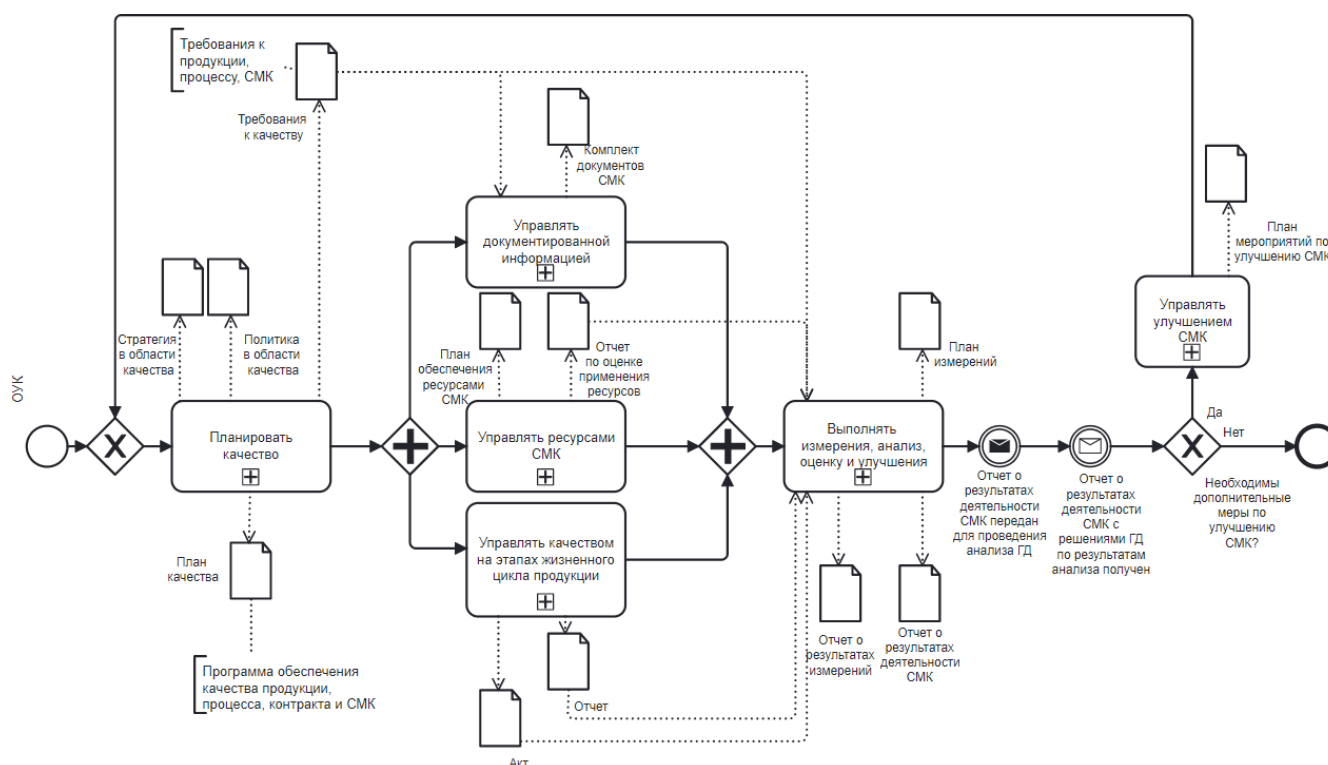 Требования к
продукции,
процессу, СМК
Требования
к качеству
Комплект
документов
СМК
Управлять
документированной
информацией
План
мероприятий по
улучшению СМК
Управлять
улучшением
СМК
Стратегия
в области
качества
Политика
в области
качества
План
обеспечения
ресурсами
СМК
Отчет
по оценке
применения
ресурсов
План
измерений
ОУК
Планировать
качество
Управлять ресурсами
СМК
Выполнять
измерения, анализ,
оценку и улучшения
Да
Нет
Отчет о
результатах
деятельности
СМК передан
для проведения
анализа ГД
Отчет о
результатах
деятельности
СМК с
решениями ГД
по результатам
анализа получен
Необходимы
дополнительные
меры по
улучшению
СМК?
Управлять качеством
на этапах жизненного
цикла продукции
План
качества
Программа обеспечения
качества продукции,
процесса, контракта и СМК
Отчет о
результатах
измерений
Отчет о
результатах
деятельности
СМК
Отчет
Акт